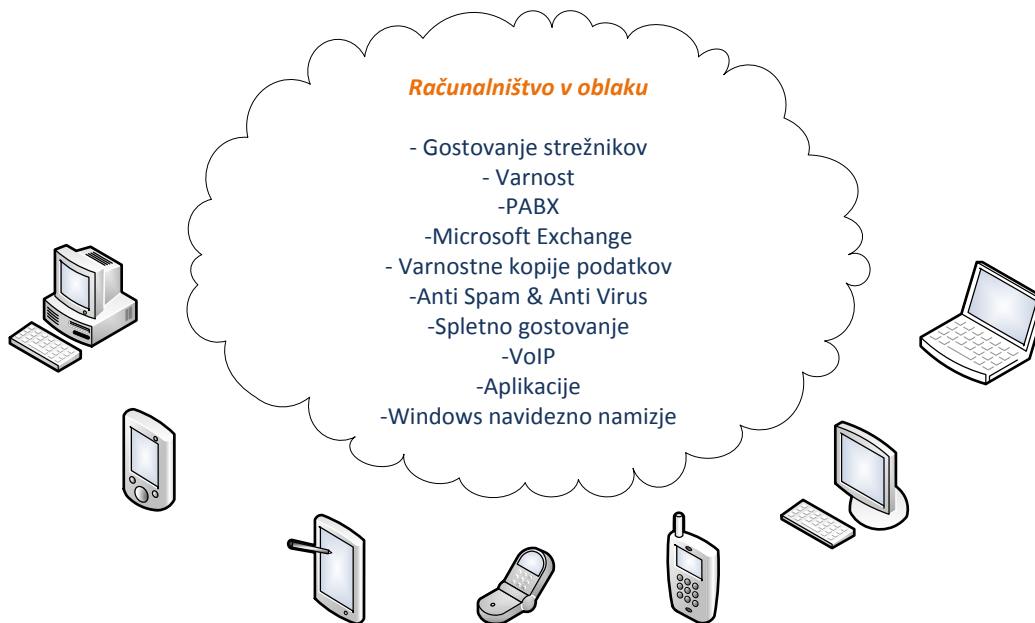 Računalništvo v oblaku
- Gostovanje strežnikov
- Varnost
-PABX
-Microsoft Exchange
- Varnostne kopije podatkov
-Anti Spam & Anti Virus
-Spletno gostovanje
-VoIP
-Aplikacije
-Windows navidezno namizje